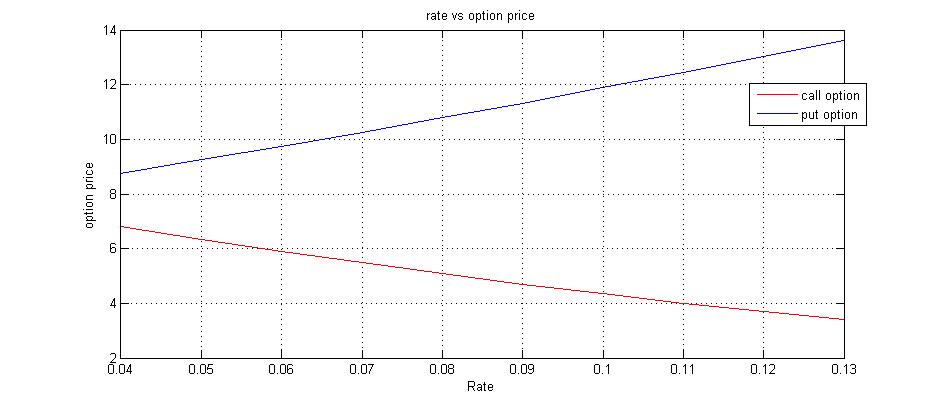 rate vs option price
14
12
10
8
6
4
2
option price
call option
put option
0.04 0.05 0.06 0.07 0.08 0.09 0.1 0.11 0.12 0.13
Rate